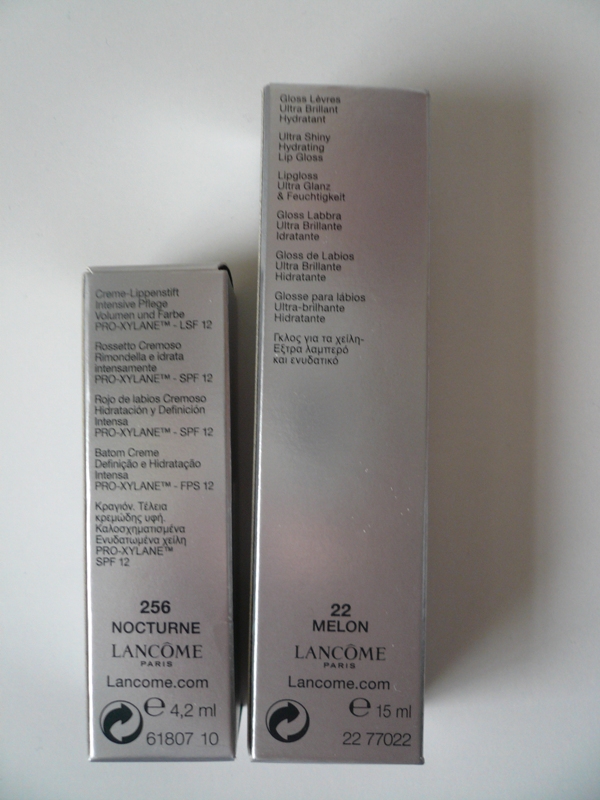 Creme-Lippenstift
Intensive Pflege
Volumen und Farbe
PRO-XYLANE™ - LSF 12
Rossetto Cremoso
Rimondella e idrata
intensamente
PRO-XYLANE™ - SPF 12
Rojo de labios Cremoso
Hidratación y Definición
Intensa
PRO-XYLANE™ - SPF 12
Batom Creme
Definição e Hidratação
Intensa
PRO-XYLANE™ - FPS 12
Κραγιόν. Τέλεια
κρεμώδης υφή.
Καλοσχηματισμένα
Ενυδατωμένα χείλη
PRO-XYLANE™
SPF 12
256
NOCTURNE
LANCÔME
PARIS
Lancome.com
e 4,2 ml
61807 10
Gloss Lèvres
Ultra Brillant
Hydratant
Ultra Shiny
Hydrating
Lip Gloss
Lipgloss
Ultra Glanz
& Feuchtigkeit
Gloss Labbra
Ultra Brillante
Idratante
Gloss de Labios
Ultra Brillante
Hidratante
Glosse para lábios
Ultra-brilhante
Hidratante
Γκλος για τα χείλη-
Εξτρα λαμπερό
και ενυδατικό
22
MELON
LANCÔME
PARIS
Lancome.com
e 15 ml
22 77022